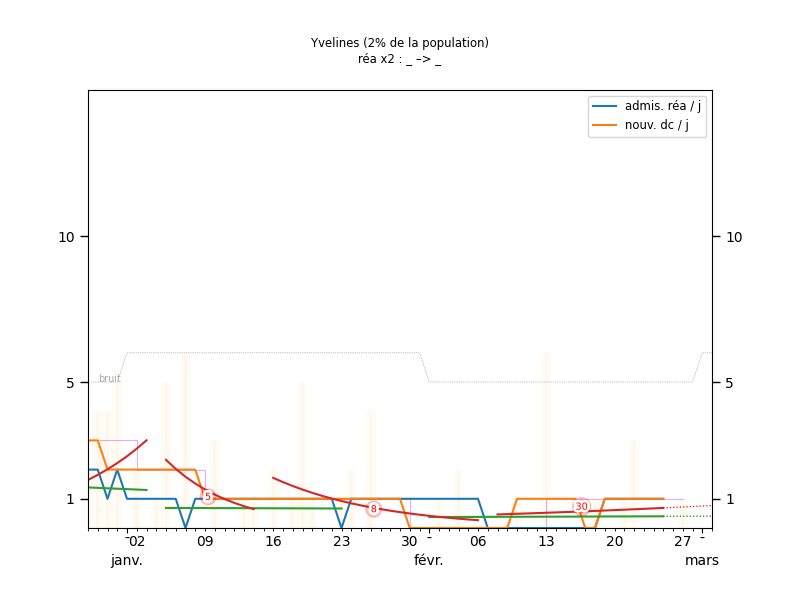 Yvelines (2% de la population)
réa x2 : _ –> _
admis. réa / j
nouv. dc / j
10 10
bruit
5 5
5
8
30
1 1
- 02 09 16 23 30 - 06 13 20 27 -
janv. févr. mars